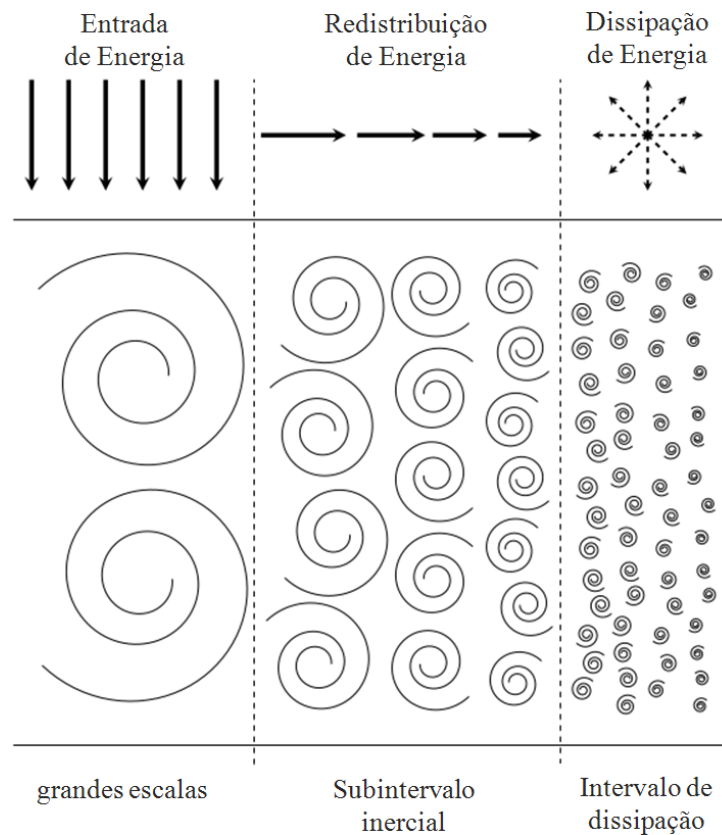 Entrada
de Energia
Redistribuição
de Energia
Dissipação
de Energia
grandes escalas
Subintervalo
inercial
Intervalo de
dissipação